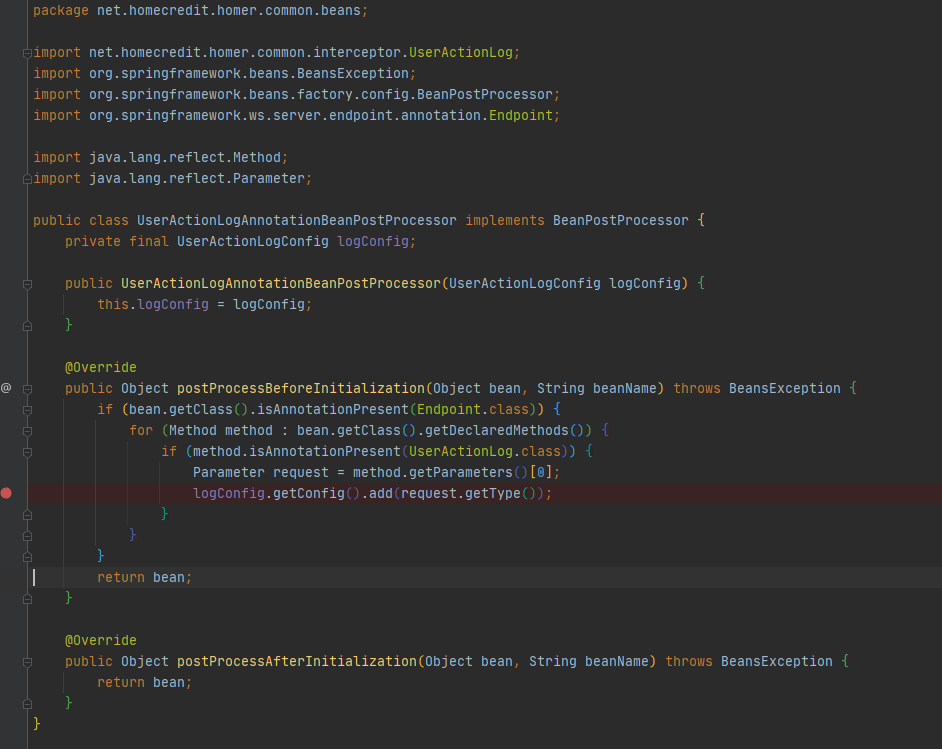 package net.homecredit.homer.common.beans;
import net.homecredit.homer.common.interceptor.UserActionLog;
import org.springframework.beans.BeansException;
import org.springframework.beans.factory.config.BeanPostProcessor;
import org.springframework.ws.server.endpoint.annotation.Endpoint;
import java.lang.reflect.Method;
import java.lang.reflect.Parameter;
public class UserActionLogAnnotationBeanPostProcessor implements BeanPostProcessor {
    private final UserActionLogConfig logConfig;
    public UserActionLogAnnotationBeanPostProcessor(UserActionLogConfig logConfig) {
        this.logConfig = logConfig;
    }
    @Override
@   public Object postProcessBeforeInitialization(Object bean, String beanName) throws BeansException {
        if (bean.getClass().isAnnotationPresent(Endpoint.class)) {
            for (Method method : bean.getClass().getDeclaredMethods()) {
                if (method.isAnnotationPresent(UserActionLog.class)) {
                    Parameter request = method.getParameters()[0];
                    logConfig.getConfig().add(request.getType());
                }
            }
        }
        return bean;
    }
    @Override
    public Object postProcessAfterInitialization(Object bean, String beanName) throws BeansException {
        return bean;
    }
}